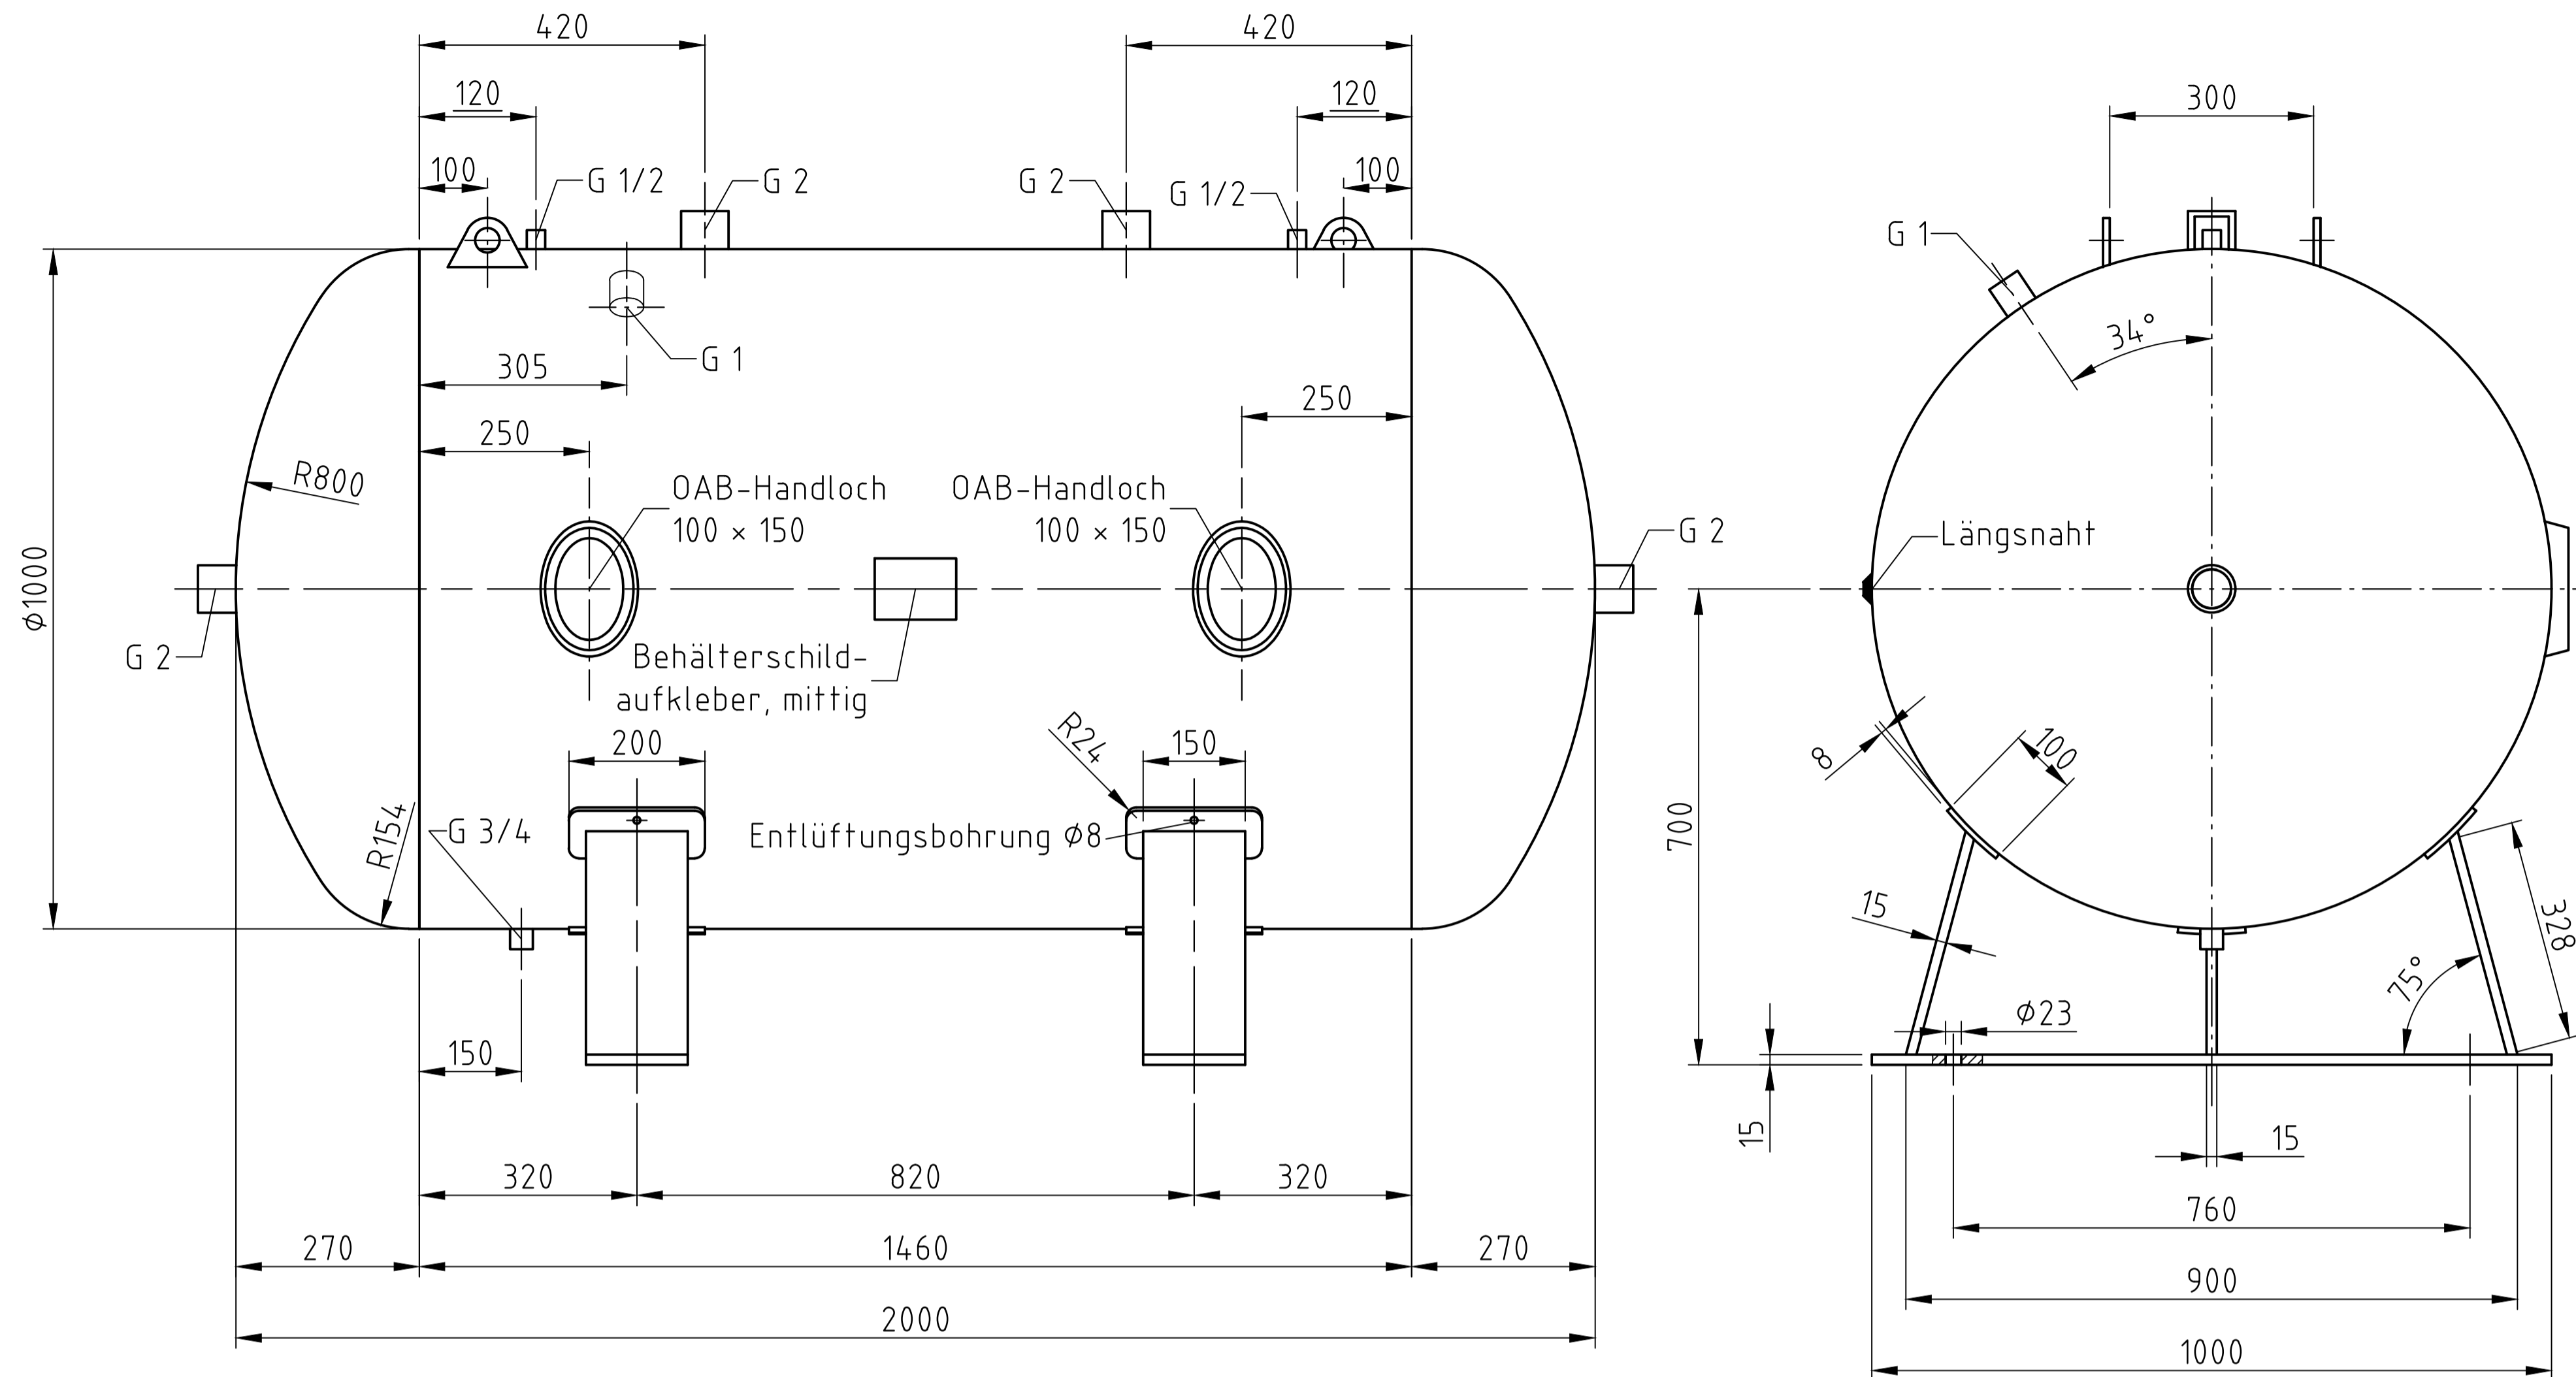 420
420
120
120
300
100
G 1/2
G 2
G 2
G 1/2
100
G 1
34°
G 1
305
250
250
R800
OAB-Handloch
100 × 150
OAB-Handloch
100 × 150
G 2
Längsnaht
Φ1000
G 2
Behälterschild-
aufkleber, mittig
200
R24
150
8
100
700
R154
G 3/4
Entlüftungsbohrung Φ8
15
328
75°
Φ23
150
15
15
320
820
320
760
270
1460
270
900
2000
1000